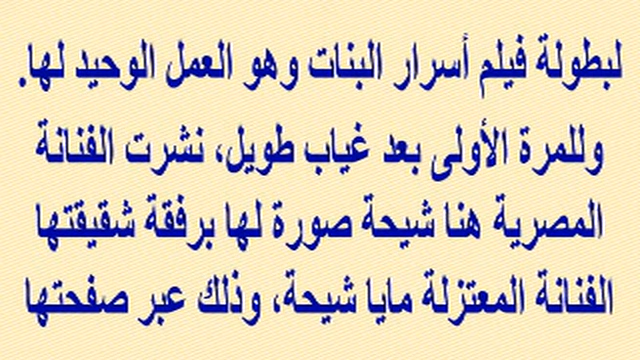 لبطولة فيلم أسرار البنات وهو العمل الوحيد لها.
وللمرة الأولى بعد غياب طويل، نشرت الفنانة
المصرية هنا شيحة صورة لها برفقة شقيقتها
الفنانة المعتزلة مايا شيحة، وذلك عبر صفحتها